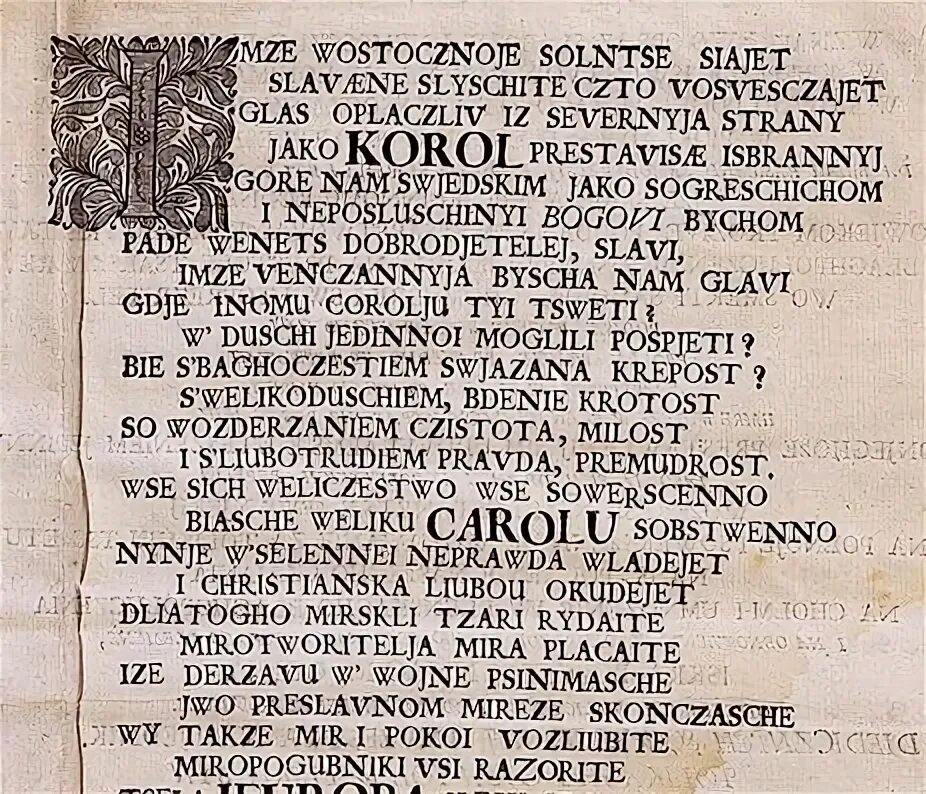 IMZE WOSTOCZNOJE SOLNTSE SIAJET
SLAVÆNE SLYSCHITE CZTO VOSVESCZAJET
GLAS OPLACZLIV IZ SEVERNYJA STRANY
JAKO KOROL PRESTAVISÆ ISBRANNYJ
GORE NAM SWJEDSKIM JAKO SOGRESCHICHOM
I NEPOSLUSCHINYI BOGOVI BYCHOM
PADE WENETS DOBRODJETELEJ, SLAVI,
IMZE VENCZANNYJA BYSCHA NAM GLAVI
GDJE INOMU COROLJU TYI TSWETI?
W' DUSCHI JEDINNOI MOGLILI POSPJETI?
BIE S'BAGHOCZESTIEM SWJAZANA KREPOST?
S'WELIKODUSCHIEM, BDENIE KROTOST
SO WOZDERZANIEM CZISTOTA, MILOST
I S'LIUBOTRUDIEM PRAVDA, PREMUDROST.
WSE SICH WELICZESTWO WSE SOWERSCENNO
BIASCHE WELIKU CAROLU SOBSTWENNO
NYNJE W'SELENNEI NEPRAWDA WLADEJET
I CHRISTIANSKA LIUBOU OKUDEJET
DLIATOGHO MIRSKLI TZARI RYDAITE
MIROTWORITELJA MIRA PLACAITE
IZE DERZAVU W' WOJNE PSINIMASCHE
JWO PRESLAVNOM MIREZE SKONCZASCHE
WY TAKZE MIR I POKOI VOZLIUBITE
MIROPOGUBNIKI VSI RAZORITE
JEUROPA